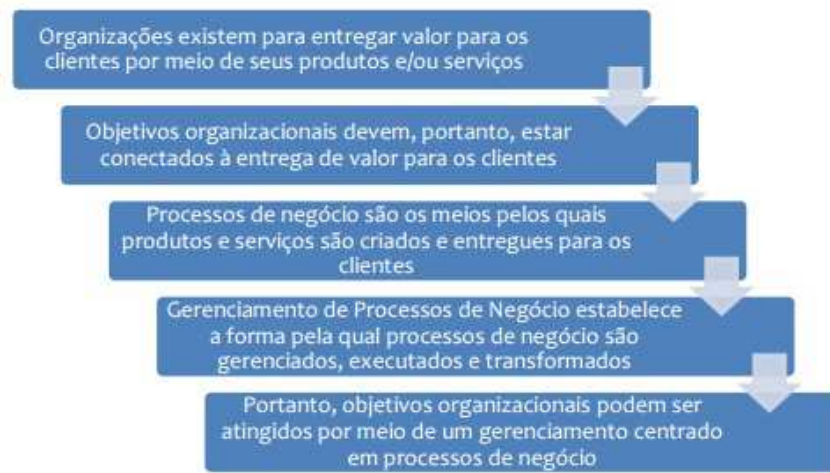 Organizações existem para entregar valor para os
clientes por meio de seus produtos e/ou serviços
Objetivos organizacionais devem, portanto, estar
conectados à entrega de valor para os clientes
Processos de negócio são os meios pelos quais
produtos e serviços são criados e entregues para os
clientes
Gerenciamento de Processos de Negócio estabelece
a forma pela qual processos de negócio são
gerenciados, executados e transformados
Portanto, objetivos organizacionais podem ser
atingidos por meio de um gerenciamento centrado
em processos de negócio